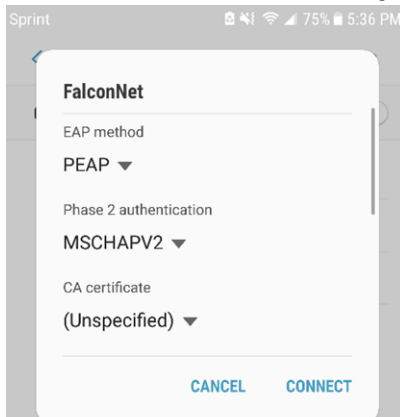 Sprint 75% 5:36 PM
FalconNet
EAP method
PEAP
Phase 2 authentication
MSCHAPV2
CA certificate
(Unspecified)
CANCEL CONNECT